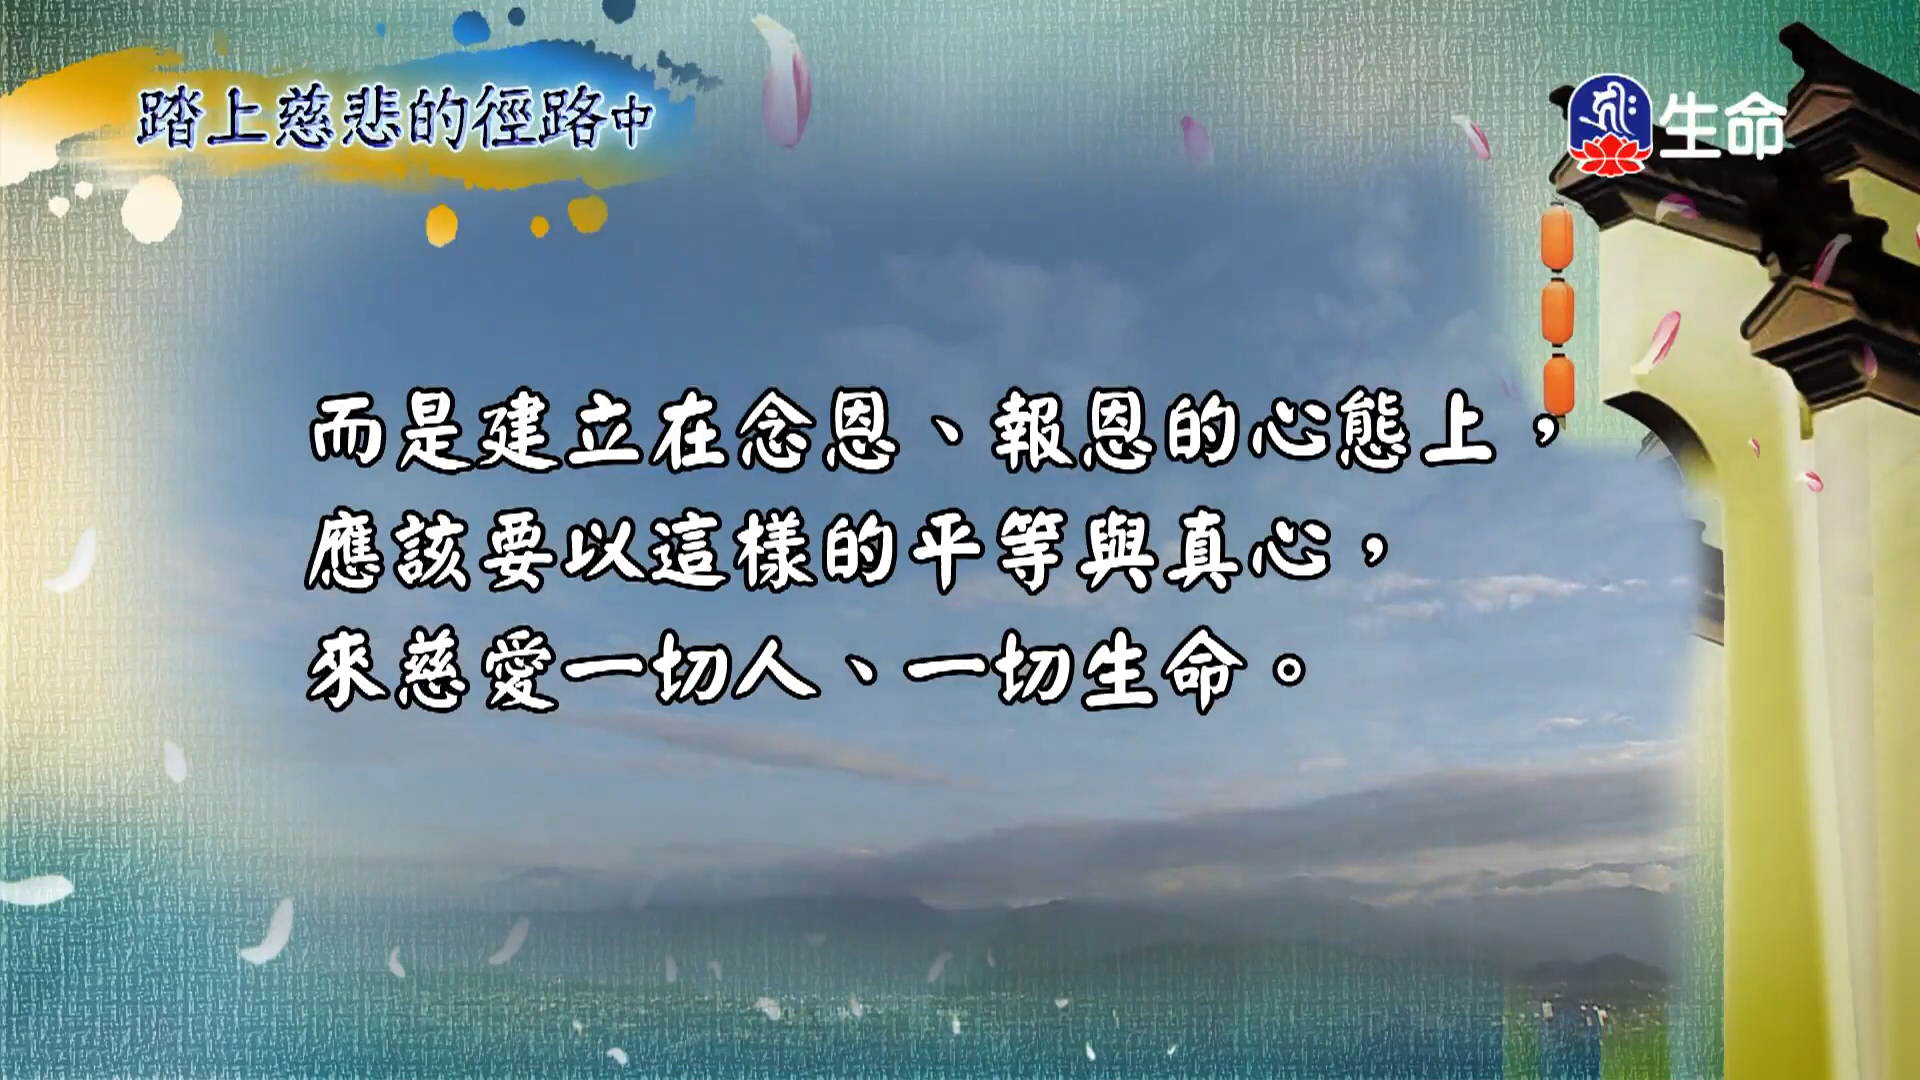 踏上慈悲的徑路中
生命
而是建立在念恩、報恩的心態上，
應該要以這樣的平等與真心，
來慈愛一切人、一切生命。